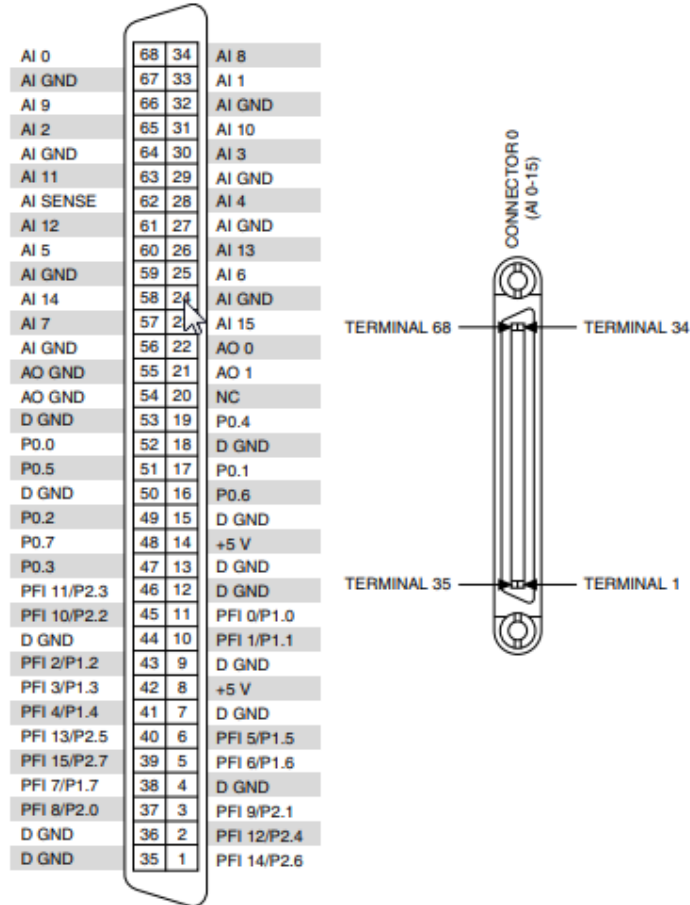 AI 0 68 34 AI 8
AI GND 67 33 AI 1
AI 9 66 32 AI GND
AI 2 65 31 AI 10
AI GND 64 30 AI 3
AI 11 63 29 AI GND
AI SENSE 62 28 AI 4
AI 12 61 27 AI GND
AI 5 60 26 AI 13
AI GND 59 25 AI 6
AI 14 58 24 AI GND
AI 7 57 2 AI 15
AI GND 56 22 AO 0
AO GND 55 21 AO 1
AO GND 54 20 NC
D GND 53 19 P0.4
P0.0 52 18 D GND
P0.5 51 17 P0.1
D GND 50 16 P0.6
P0.2 49 15 D GND
P0.7 48 14 +5 V
P0.3 47 13 D GND
PFI 11/P2.3 46 12 D GND
PFI 10/P2.2 45 11 PFI 0/P1.0
D GND 44 10 PFI 1/P1.1
PFI 2/P1.2 43 9 D GND
PFI 3/P1.3 42 8 +5 V
PFI 4/P1.4 41 7 D GND
PFI 13/P2.5 40 6 PFI 5/P1.5
PFI 15/P2.7 39 5 PFI 6/P1.6
PFI 7/P1.7 38 4 D GND
PFI 8/P2.0 37 3 PFI 9/P2.1
D GND 36 2 PFI 12/P2.4
D GND 35 1 PFI 14/P2.6
CONNECTOR 0
(AI 0-15)
TERMINAL 68 TERMINAL 34
TERMINAL 35 TERMINAL 1